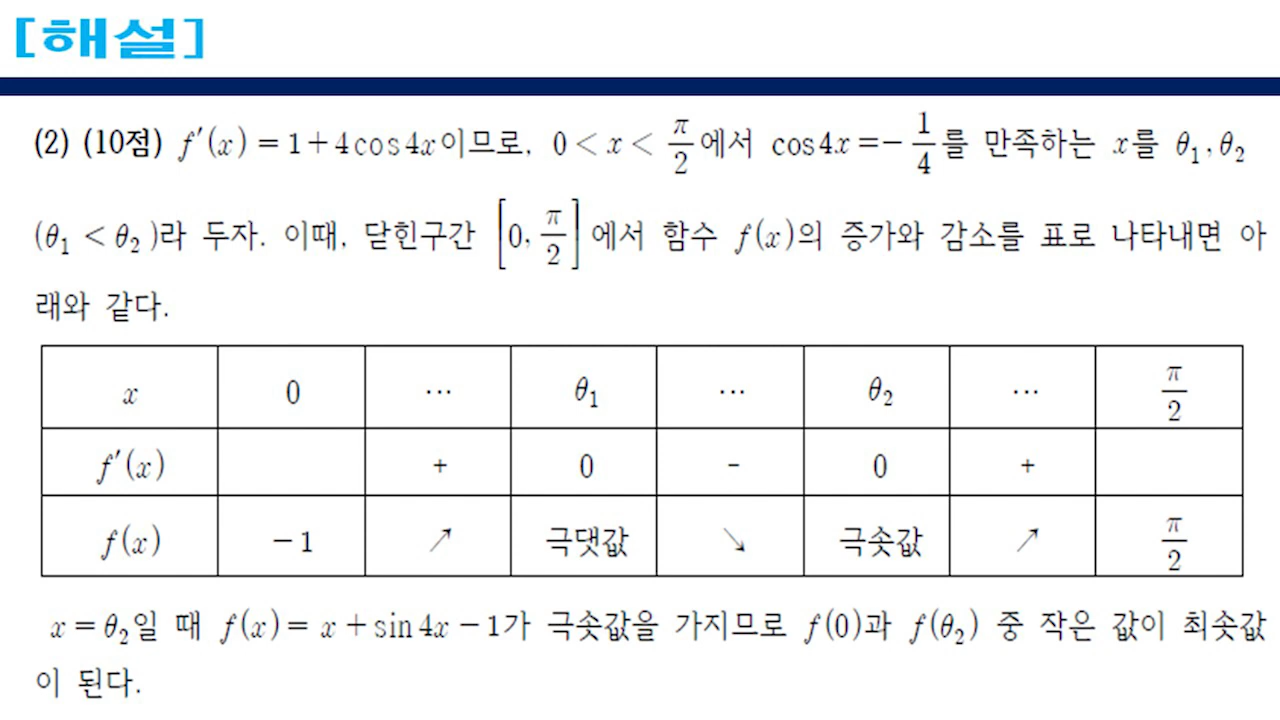 [해설]
(2) (10점) f′(x) = 1+4cos4x이므로, 0 < x < π/2에서 cos4x =− 1/4를 만족하는 x를 θ₁, θ₂
(θ₁ < θ₂)라 두자. 이때, 닫힌구간 [0, π/2]에서 함수 f(x)의 증가와 감소를 표로 나타내면 아
래와 같다.
x 0 ⋯ θ₁ ⋯ θ₂ ⋯ π/2
f′(x) + 0 - 0 +
f(x) −1 ↗ 극댓값 ↘ 극솟값 ↗ π/2
x = θ₂일 때 f(x) = x + sin4x − 1가 극솟값을 가지므로 f(0)과 f(θ₂) 중 작은 값이 최솟값
이 된다.